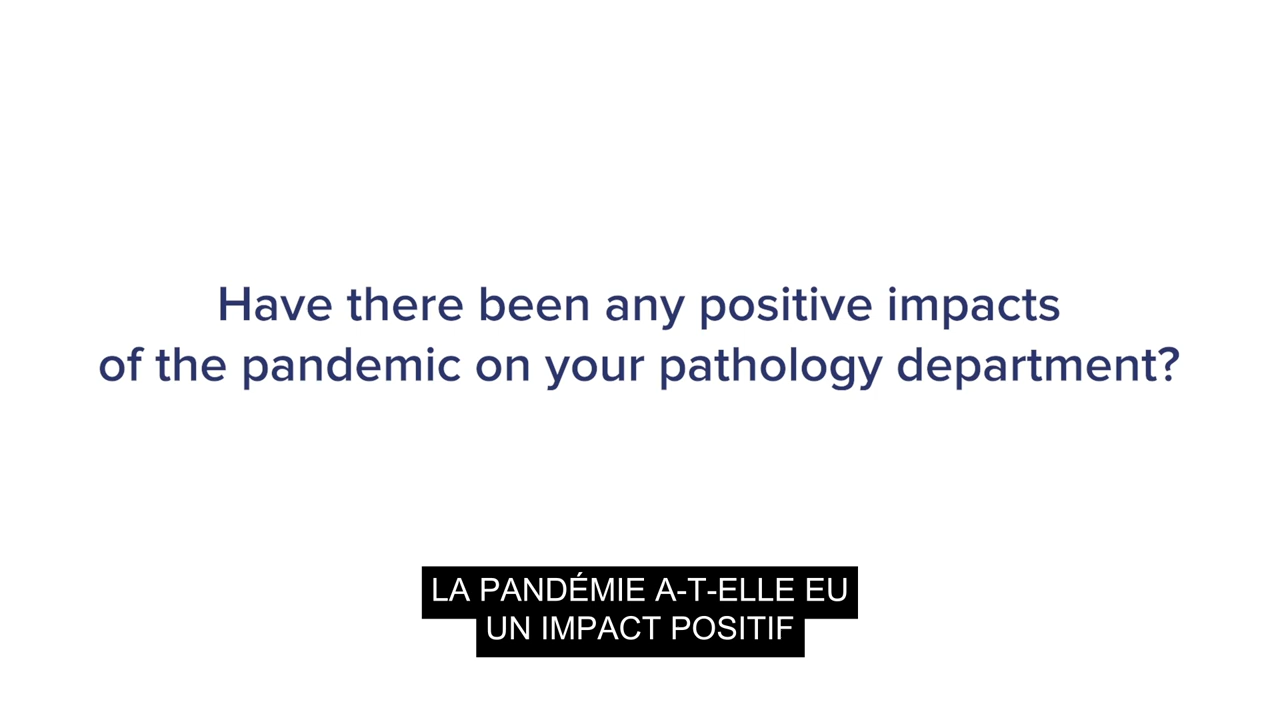 Have there been any positive impacts
of the pandemic on your pathology department?
LA PANDÉMIE A-T-ELLE EU
UN IMPACT POSITIF